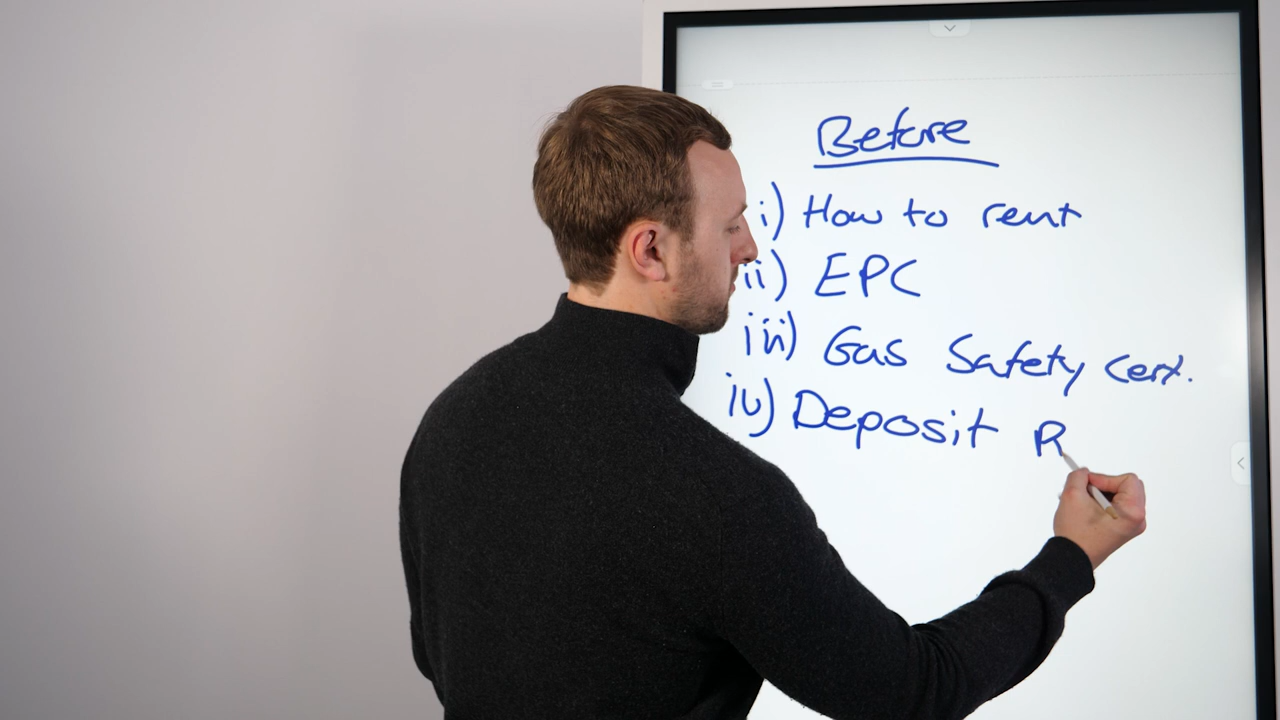 Before
i) How to rent
ii) EPC
iii) Gas Safety Cert.
iv) Deposit R